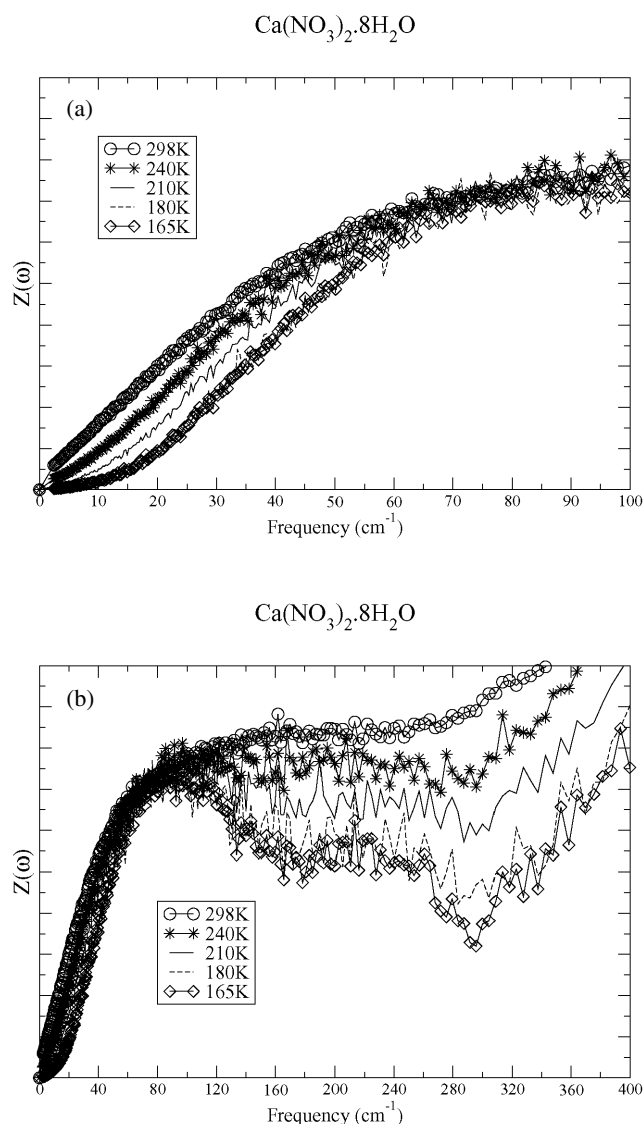 Ca(NO3)2.8H2O
(a)
298K
240K
210K
180K
165K
Z(ω)
0 10 20 30 40 50 60 70 80 90 100
Frequency (cm-1)
Ca(NO3)2.8H2O
(b)
Z(ω)
298K
240K
210K
180K
165K
0 40 80 120 160 200 240 280 320 360 400
Frequency (cm-1)